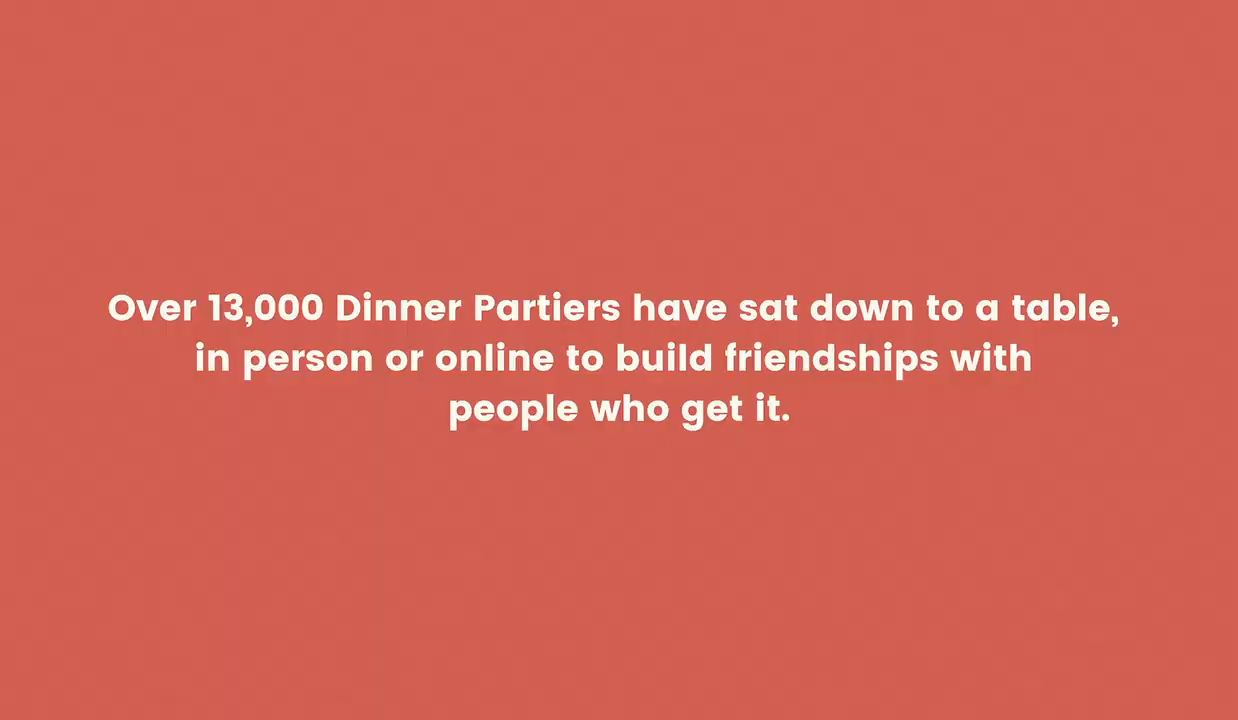 Over 13,000 Dinner Partiers have sat down to a table,
in person or online to build friendships with
people who get it.